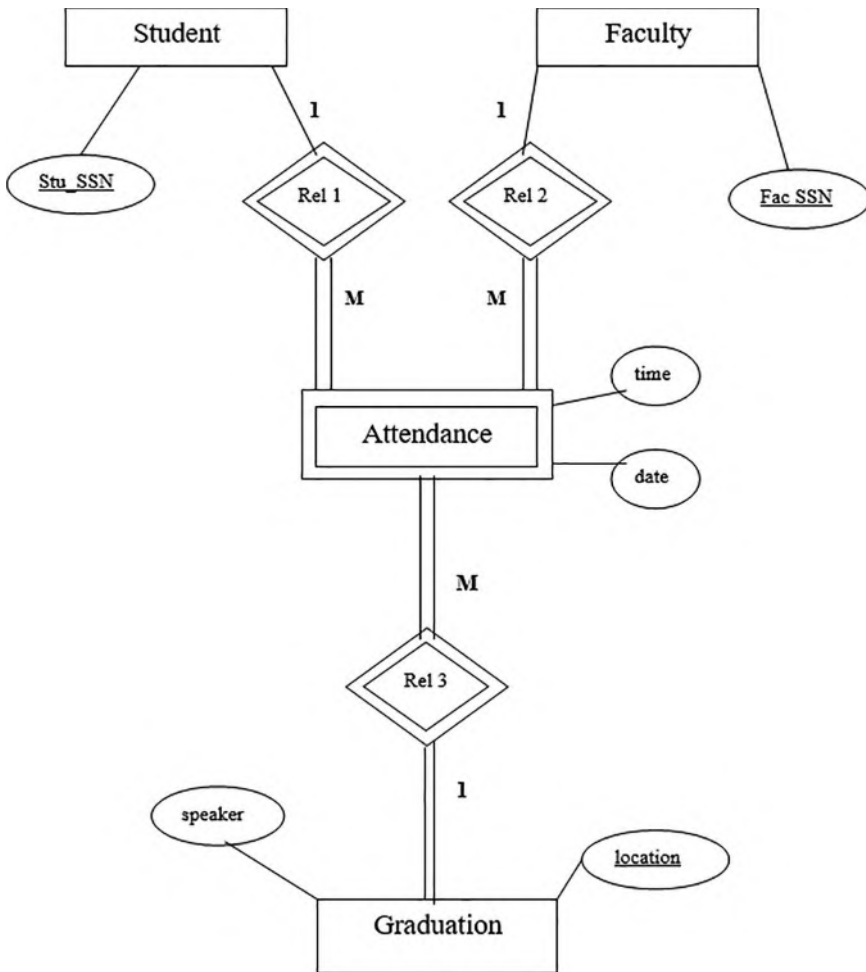 Student
Faculty
1
1
Stu_SSN
Rel 1
Rel 2
Fac SSN
M
M
time
Attendance
date
M
Rel 3
1
speaker
location
Graduation